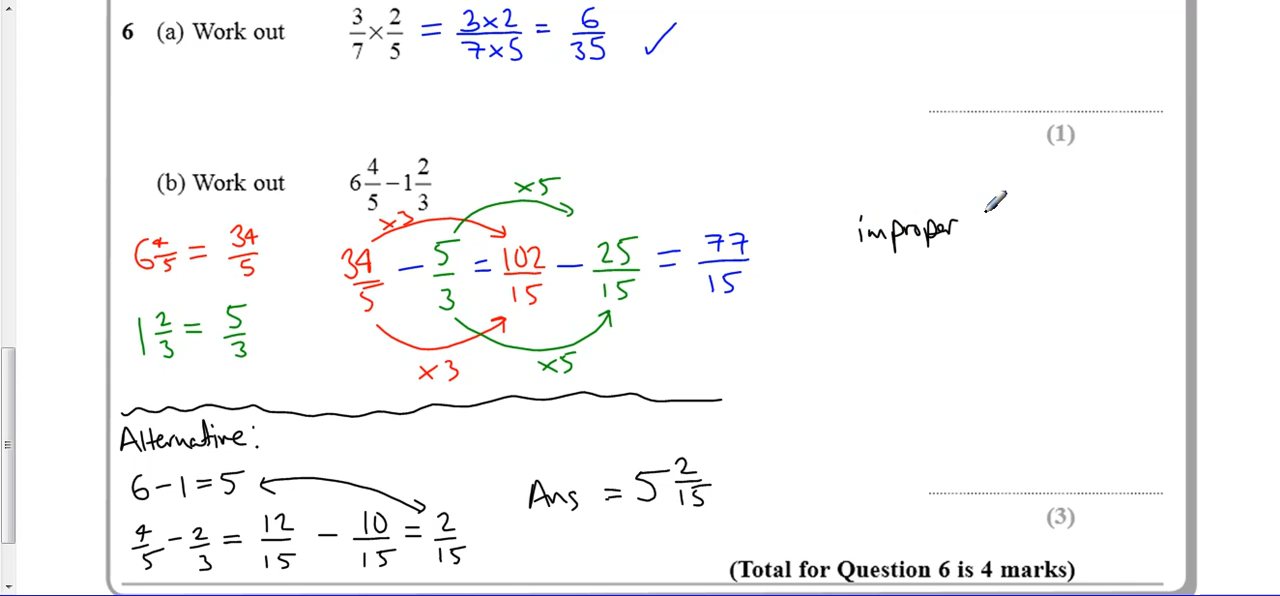 6 (a) Work out 3/7 × 2/5 = 3×2/7×5 = 6/35 ✓
(1)
(b) Work out 6 4/5 − 1 2/3
×5
×3
6 4/5 = 34/5
34/5 − 5/3 = 102/15 − 25/15 = 77/15
improper
1 2/3 = 5/3
×3 ×5
Alternative:
6−1=5
Ans = 5 2/15
4/5 − 2/3 = 12/15 − 10/15 = 2/15
(3)
(Total for Question 6 is 4 marks)